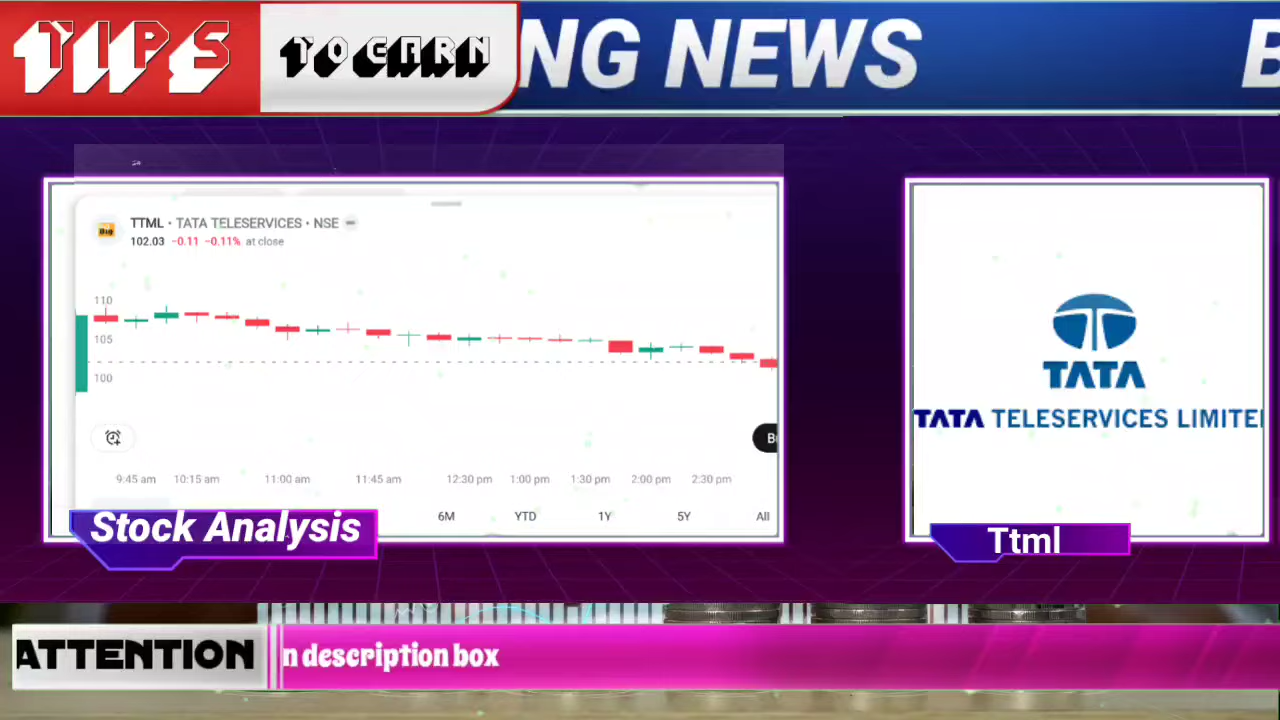 TIPS
TO EARN
NG NEWS
B
TTML • TATA TELESERVICES • NSE
102.03 -0.11 -0.11% at close
110
105
100
9:45 am 10:15 am 11:00 am 11:45 am 12:30 pm 1:00 pm 1:30 pm 2:00 pm 2:30 pm
6M YTD 1Y 5Y All
Stock Analysis
TATA
TATA TELESERVICES LIMITE
Ttml
ATTENTION
n description box